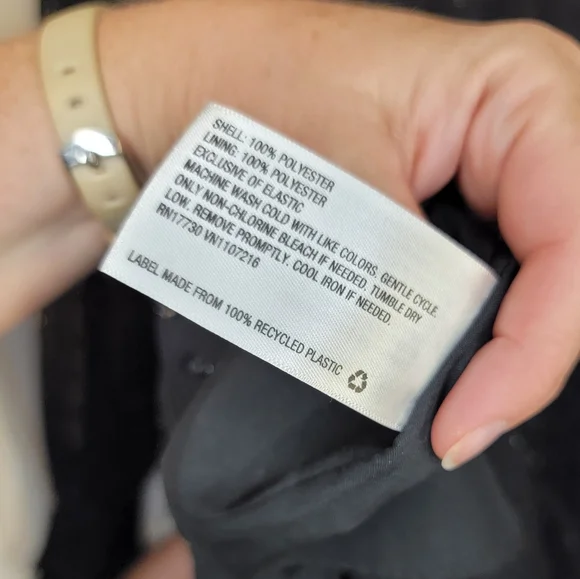 SHELL: 100% POLYESTER
LINING: 100% POLYESTER
EXCLUSIVE OF ELASTIC
MACHINE WASH COLD WITH LIKE COLORS, GENTLE CYCLE.
ONLY NON-CHLORINE BLEACH IF NEEDED. TUMBLE DRY
LOW. REMOVE PROMPTLY. COOL IRON IF NEEDED.
RN17730 VN1107216
LABEL MADE FROM 100% RECYCLED PLASTIC